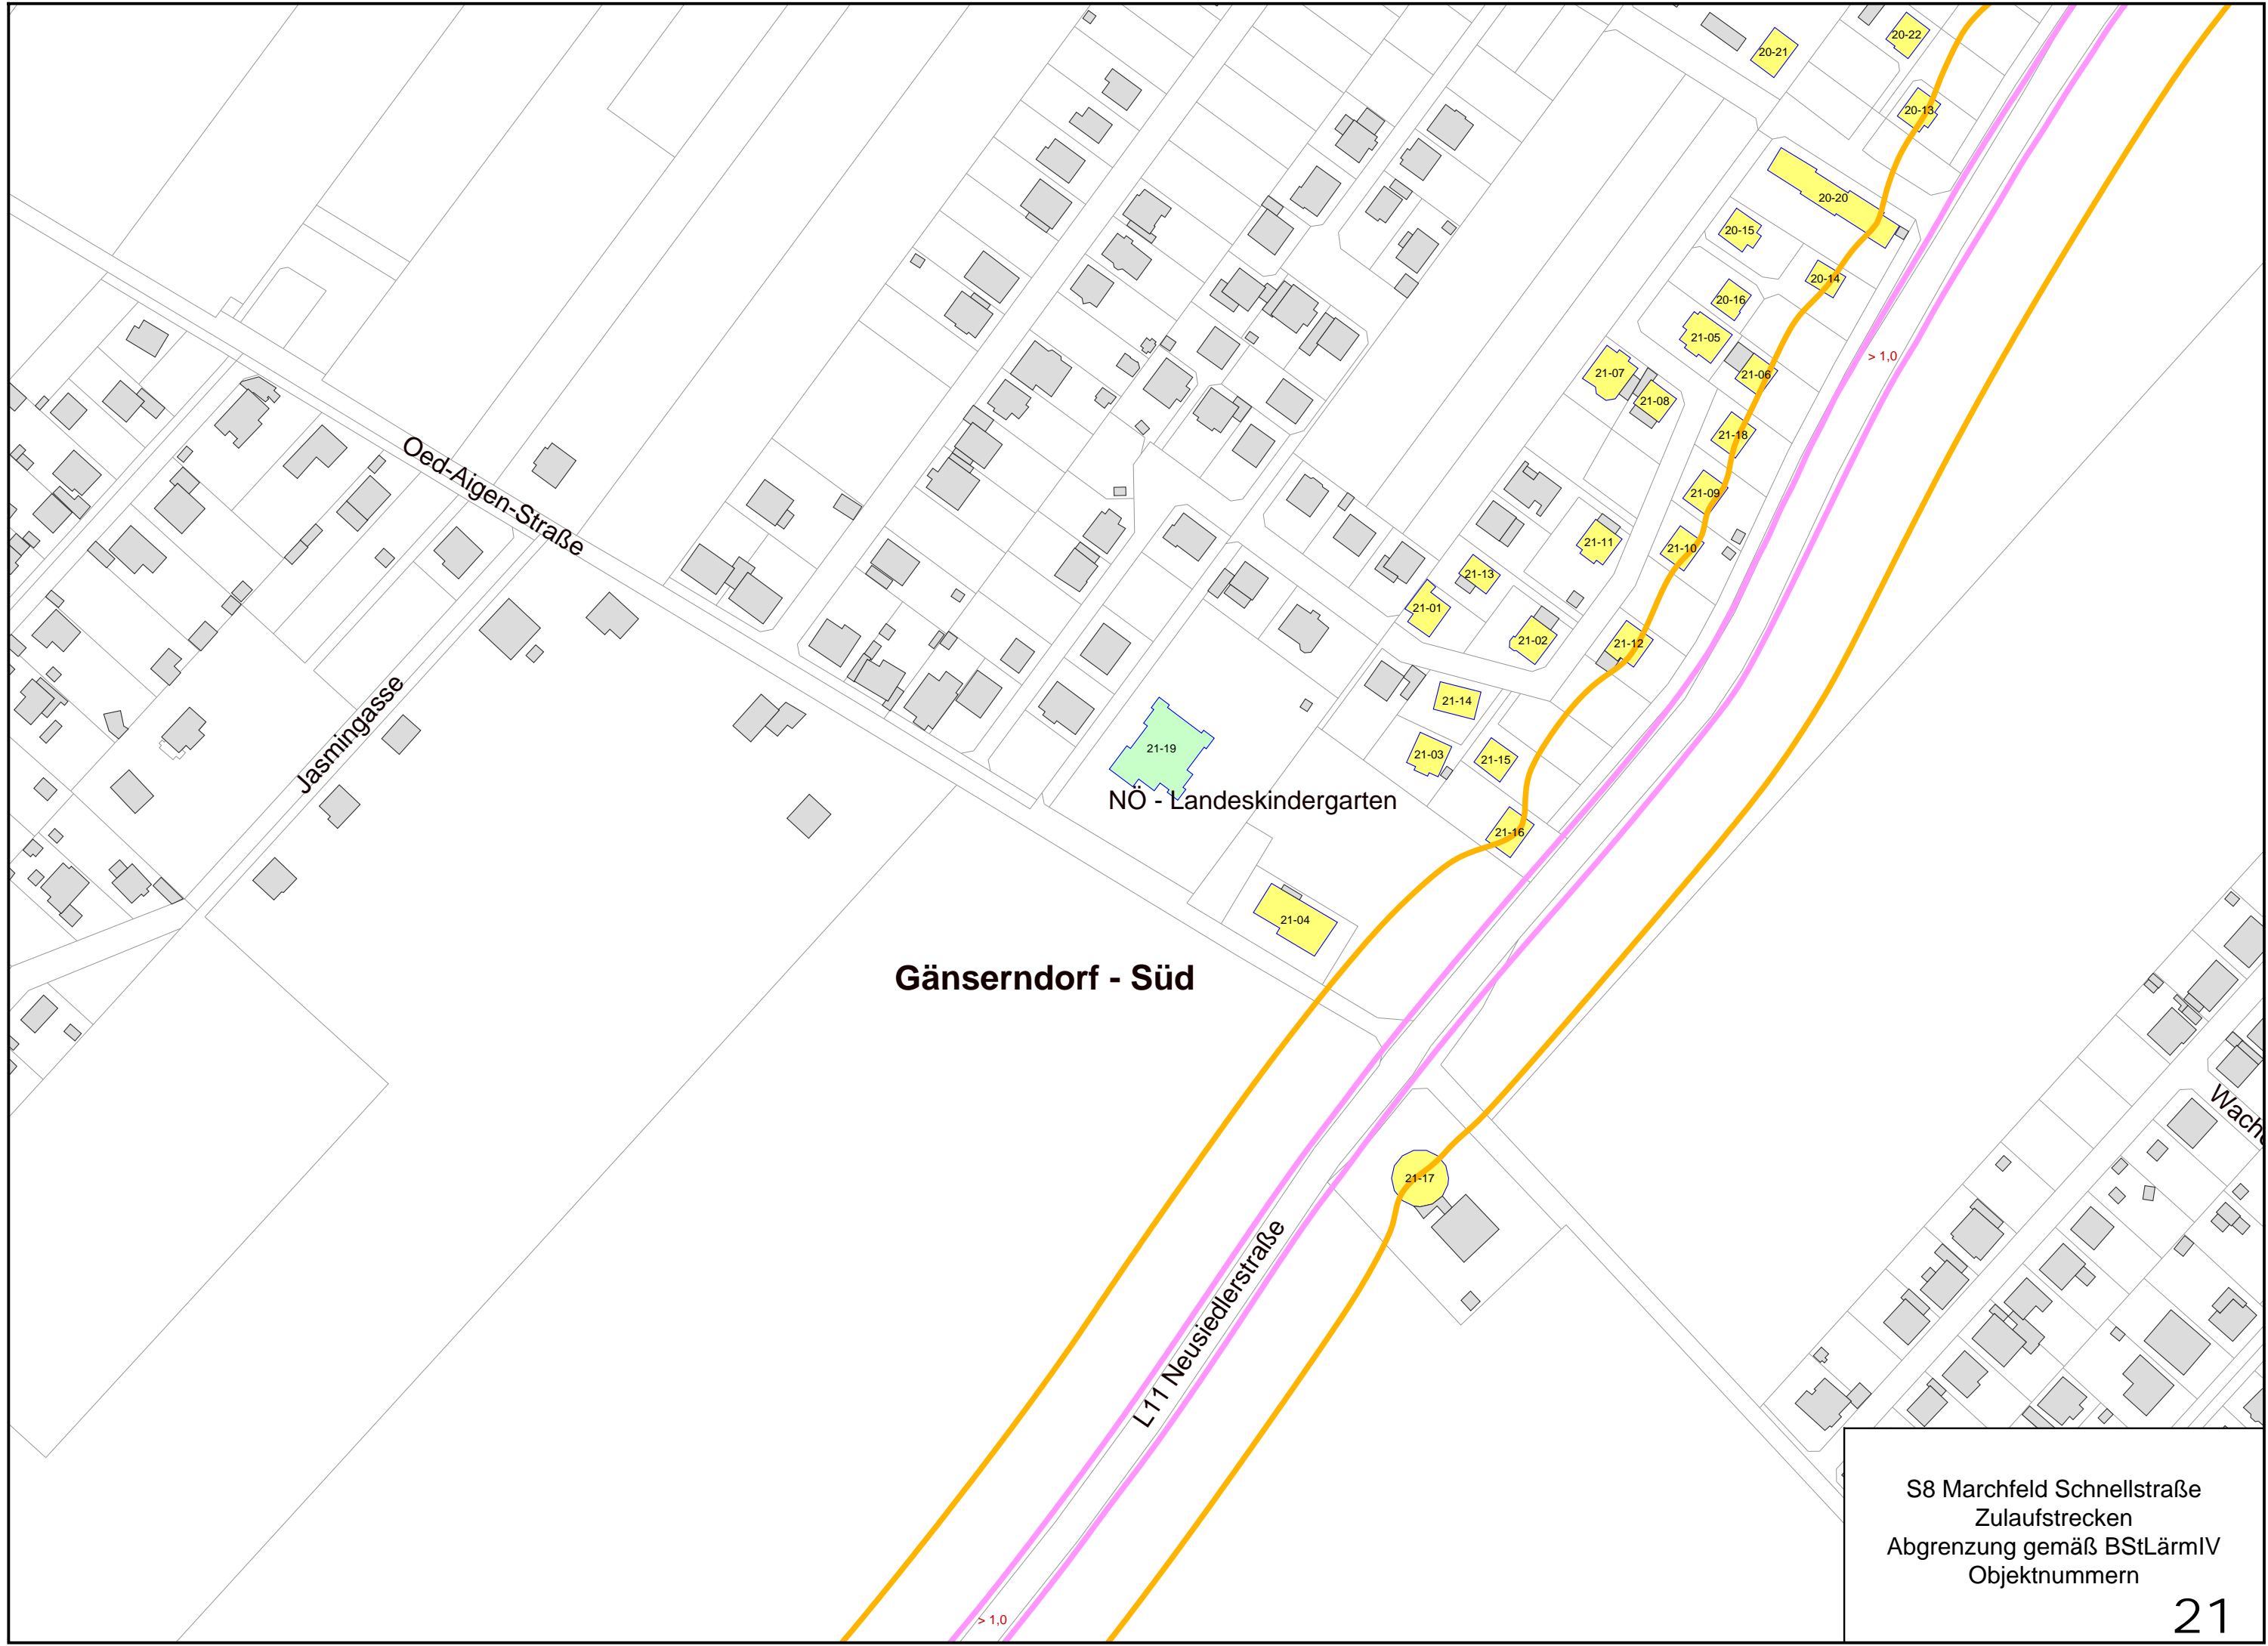 20-22
20-21
20-13
20-20
20-15
20-14
20-16
21-05
> 1,0
21-07
21-06
21-08
21-18
Oed-Aigen-Straße
21-09
21-11
21-10
21-13
21-01
21-02
21-12
Jasmingasse
21-14
21-19
21-03
21-15
NÖ - Landeskindergarten
21-16
21-04
Gänserndorf - Süd
Wacho
21-17
L11 Neusiedlerstraße
> 1,0
S8 Marchfeld Schnellstraße
Zulaufstrecken
Abgrenzung gemäß BStLärmIV
Objektnummern
21